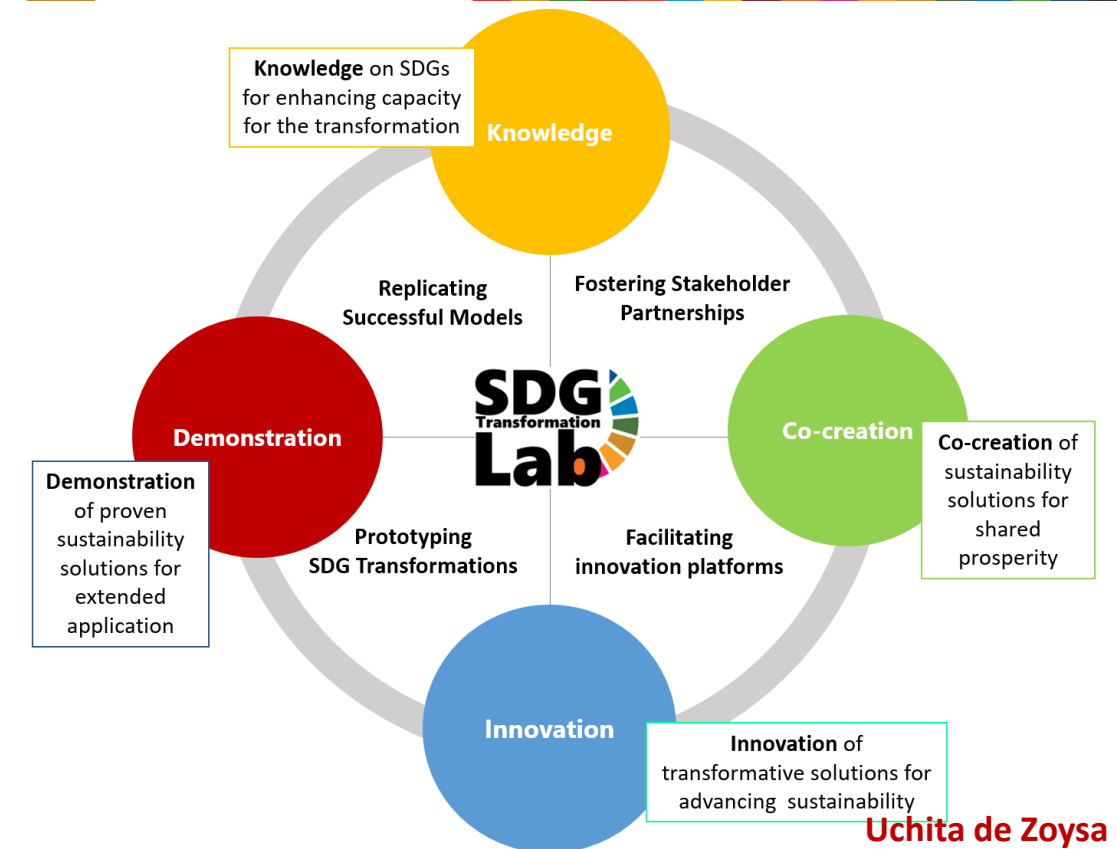 Knowledge on SDGs
for enhancing capacity
for the transformation
Knowledge
Replicating
Successful Models
Fostering Stakeholder
Partnerships
SDG
Transformation
Lab
Demonstration
Demonstration
of proven
sustainability
solutions for
extended
application
Co-creation
Co-creation of
sustainability
solutions for
shared
prosperity
Prototyping
SDG Transformations
Facilitating
innovation platforms
Innovation
Innovation of
transformative solutions for
advancing sustainability
Uchita de Zoysa